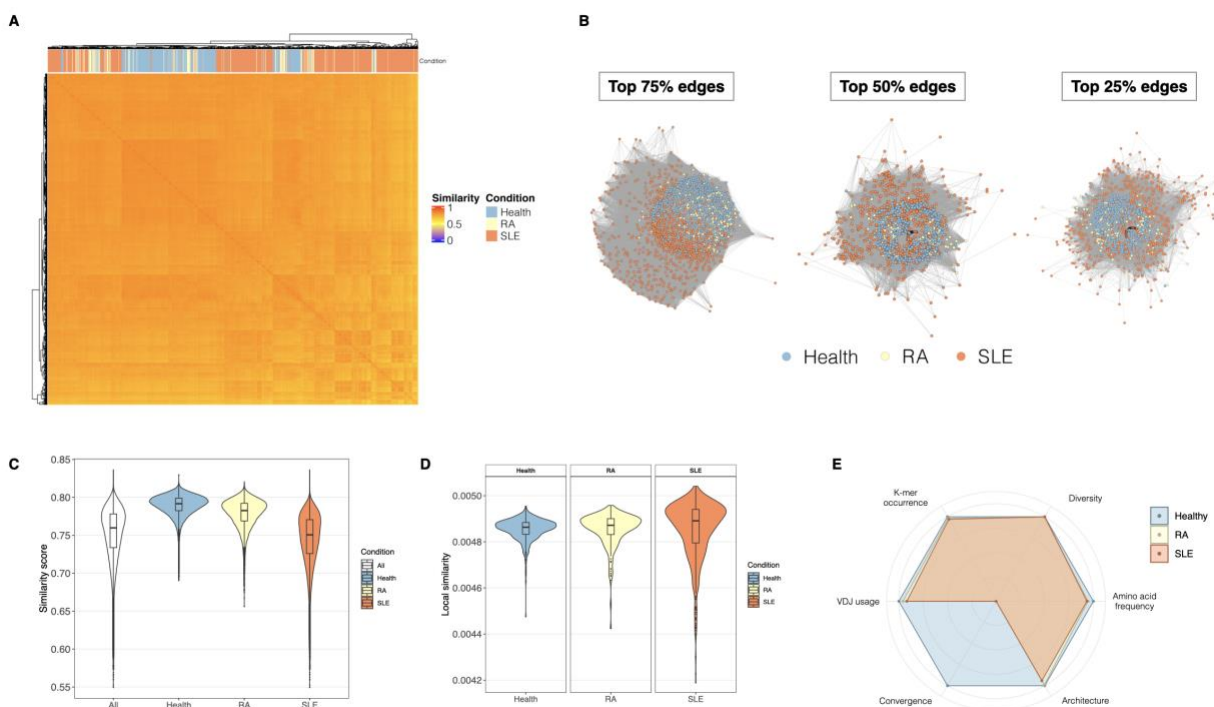 A
Condition
Similarity
1
0.5
0
Condition
Health
RA
SLE
B
Top 75% edges
Top 50% edges
Top 25% edges
Health
RA
SLE
C
Similarity score
0.85
0.80
0.75
0.70
0.65
0.60
0.55
All
Health
RA
SLE
Condition
All
Health
RA
SLE
D
Health
RA
SLE
Local similarity
0.0050
0.0048
0.0046
0.0044
0.0042
Health
RA
SLE
Condition
Health
RA
SLE
E
K-mer
occurrence
Diversity
VDJ usage
Amino acid
frequency
Convergence
Architecture
Healthy
RA
SLE